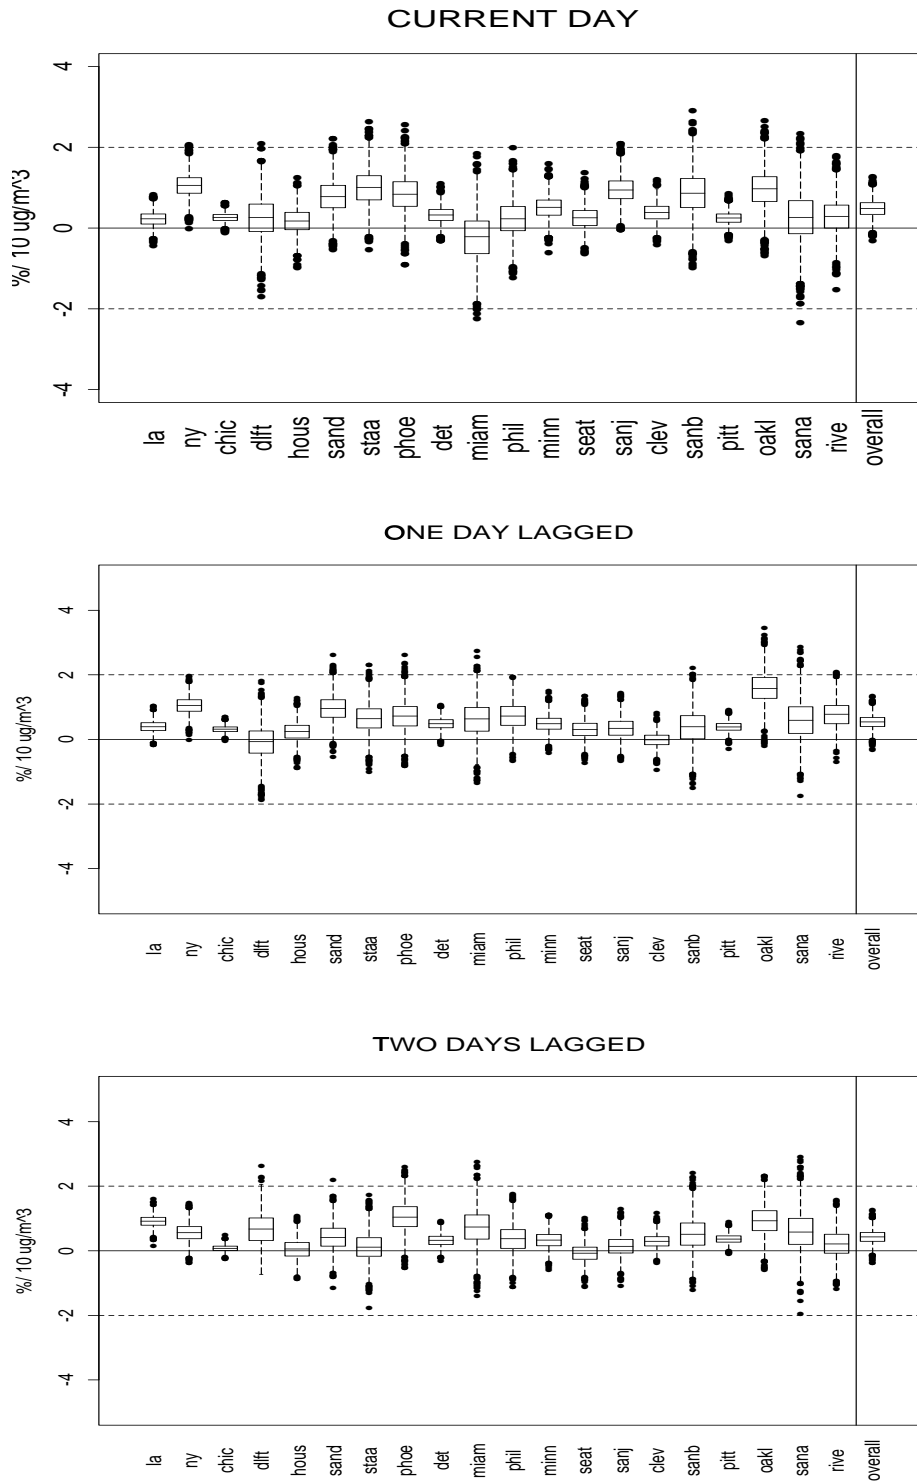 CURRENT DAY
4
2
0
-2
-4
%/ 10 ug/m^3
la ny chic dlft hous sand staa phoe det miam phil minn seat sanj clev sanb pitt oakl sana rive overall
ONE DAY LAGGED
4
2
0
-2
-4
%/ 10 ug/m^3
la ny chic dlft hous sand staa phoe det miam phil minn seat sanj clev sanb pitt oakl sana rive overall
TWO DAYS LAGGED
4
2
0
-2
-4
%/ 10 ug/m^3
la ny chic dlft hous sand staa phoe det miam phil minn seat sanj clev sanb pitt oakl sana rive overall